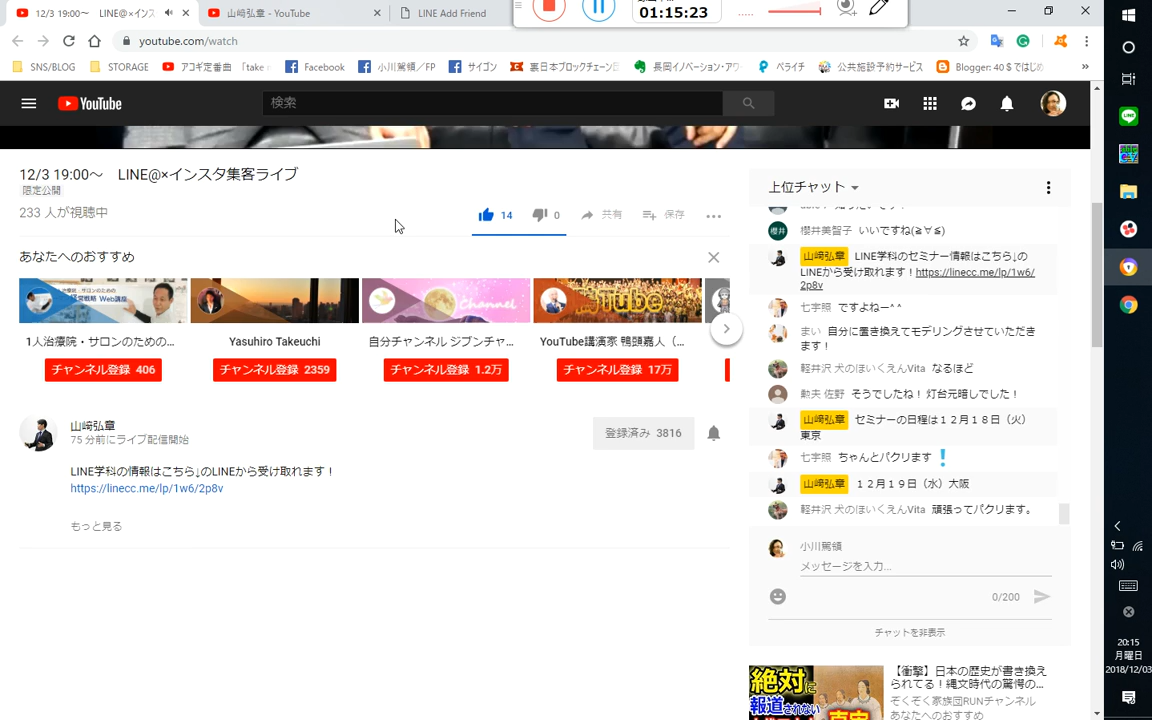 12/3 19:00～ LINE@×インス
山﨑弘章 - YouTube
LINE Add Friend
01:15:23
youtube.com/watch
SNS/BLOG
STORAGE
アコギ定番曲 「take
Facebook
小川篤領／FP
サイゴン
裏日本ブロックチェーン
長岡イノベーション・アワ
ペライチ
公共施設予約サービス
Blogger: 40＄ではじめ
»
YouTube
検索
12/3 19:00～ LINE@×インスタ集客ライブ
限定公開
233 人が視聴中
14
0
共有
保存
あなたへのおすすめ
1人治療院・サロンのための...
Yasuhiro Takeuchi
自分チャンネル ジブンチャ...
YouTube講演家 鴨頭嘉人（...
チャンネル登録 406
チャンネル登録 2359
チャンネル登録 1.2万
チャンネル登録 17万
山﨑弘章
75 分前にライブ配信開始
登録済み 3816
LINE学科の情報はこちら↓のLINEから受け取れます！
https://linecc.me/lp/1w6/2p8v
もっと見る
上位チャット
櫻井
櫻井美智子 いいですね(≧∀≦)
山﨑弘章 LINE学科のセミナー情報はこちら↓の
LINEから受け取れます！https://linecc.me/lp/1w6/
2p8v
七宇照 ですよねー^ ^
まい 自分に置き換えてモデリングさせていただき
ます！
軽井沢 犬のほいくえんVita なるほど
勲夫 佐野 そうでしたね！ 灯台元暗しでした！
山﨑弘章 セミナーの日程は１２月１８日（火）
東京
七宇照 ちゃんとパクリます❗
山﨑弘章 １２月１９日（水）大阪
軽井沢 犬のほいくえんVita 頑張ってパクリます。
小川篤領
メッセージを入力...
0/200
チャットを非表示
絶対に
報道されない
【衝撃】日本の歴史が書き換え
られてる！縄文時代の驚愕の...
ぞくぞく家族団RUNチャンネル
あなたへのおすすめ
20:15
月曜日
2018/12/03